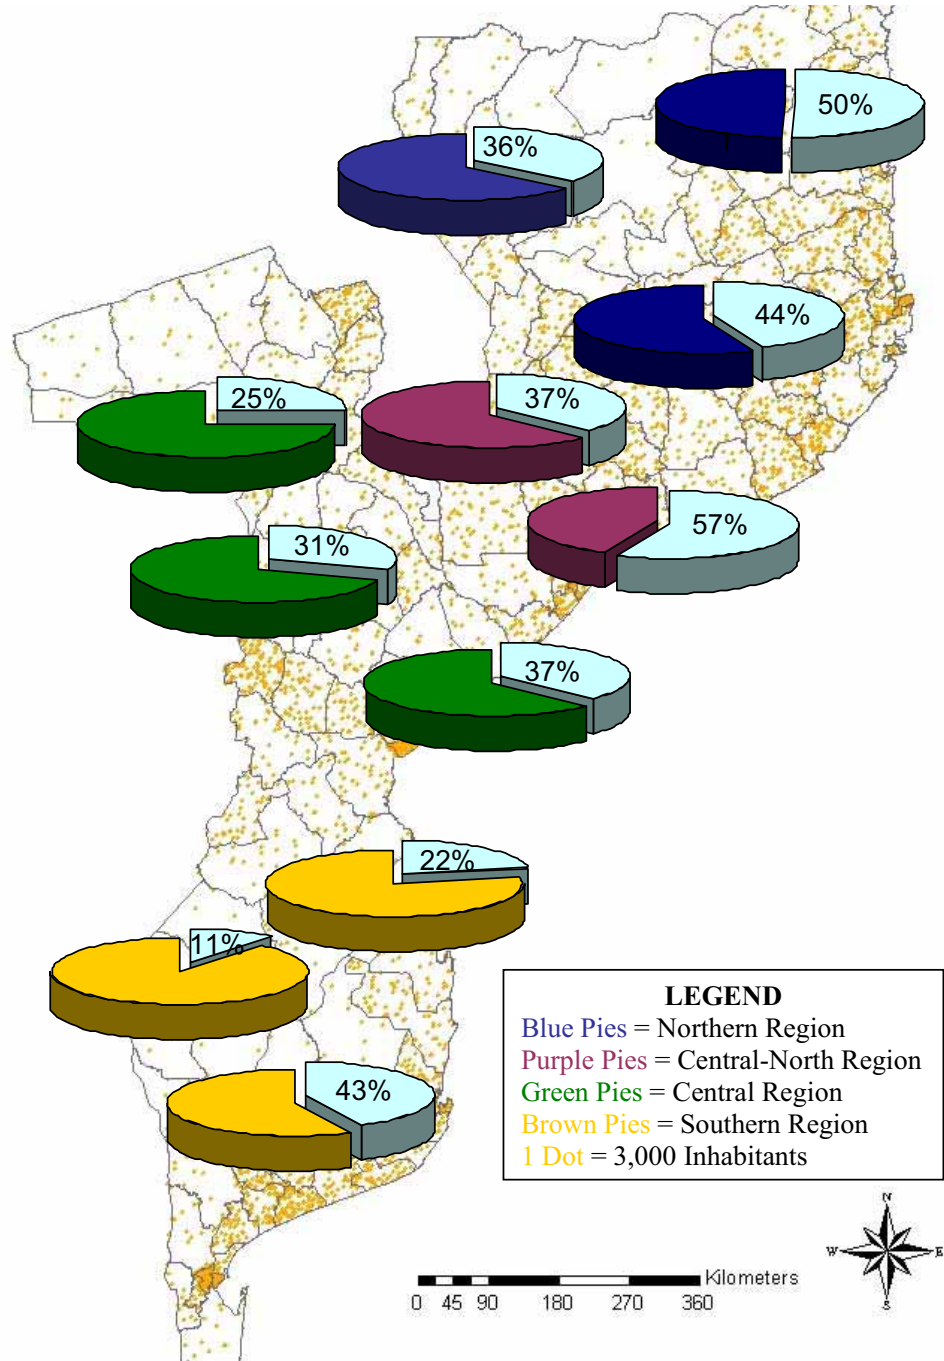 50%
36%
44%
25%
37%
57%
31%
37%
22%
11%
43%
LEGEND
Blue Pies = Northern Region
Purple Pies = Central-North Region
Green Pies = Central Region
Brown Pies = Southern Region
1 Dot = 3,000 Inhabitants
N
W E
S
Kilometers
0 45 90 180 270 360